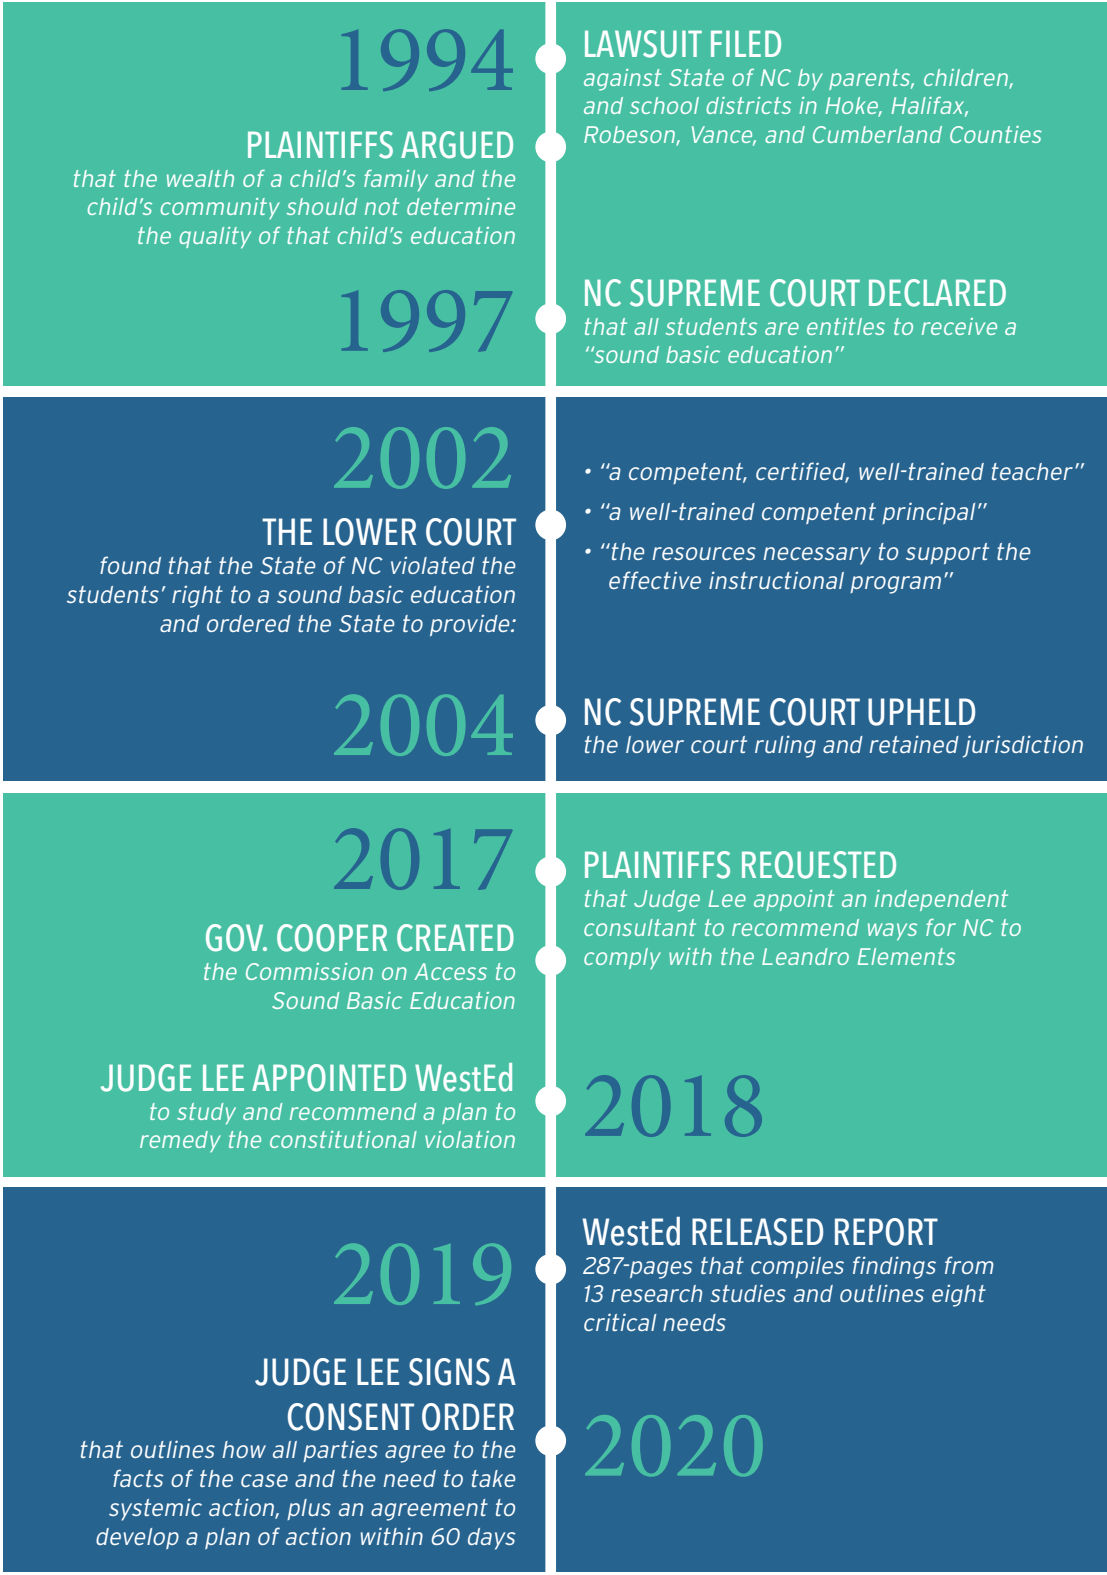 1994
LAWSUIT FILED
against State of NC by parents, children,
and school districts in Hoke, Halifax,
Robeson, Vance, and Cumberland Counties
PLAINTIFFS ARGUED
that the wealth of a child's family and the
child's community should not determine
the quality of that child's education
1997
NC SUPREME COURT DECLARED
that all students are entitles to receive a
“sound basic education”
2002
THE LOWER COURT
found that the State of NC violated the
students' right to a sound basic education
and ordered the State to provide:
• “a competent, certified, well-trained teacher”
• “a well-trained competent principal”
• “the resources necessary to support the
effective instructional program”
2004
NC SUPREME COURT UPHELD
the lower court ruling and retained jurisdiction
2017
PLAINTIFFS REQUESTED
that Judge Lee appoint an independent
consultant to recommend ways for NC to
comply with the Leandro Elements
GOV. COOPER CREATED
the Commission on Access to
Sound Basic Education
2018
JUDGE LEE APPOINTED WestEd
to study and recommend a plan to
remedy the constitutional violation
2019
WestEd RELEASED REPORT
287-pages that compiles findings from
13 research studies and outlines eight
critical needs
2020
JUDGE LEE SIGNS A
CONSENT ORDER
that outlines how all parties agree to the
facts of the case and the need to take
systemic action, plus an agreement to
develop a plan of action within 60 days